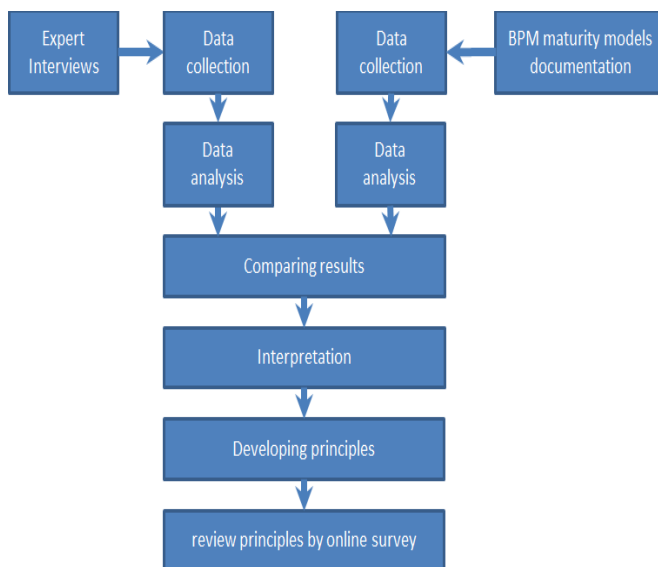 Expert
Interviews
Data
collection
Data
collection
BPM maturity models
documentation
Data
analysis
Data
analysis
Comparing results
Interpretation
Developing principles
review principles by online survey